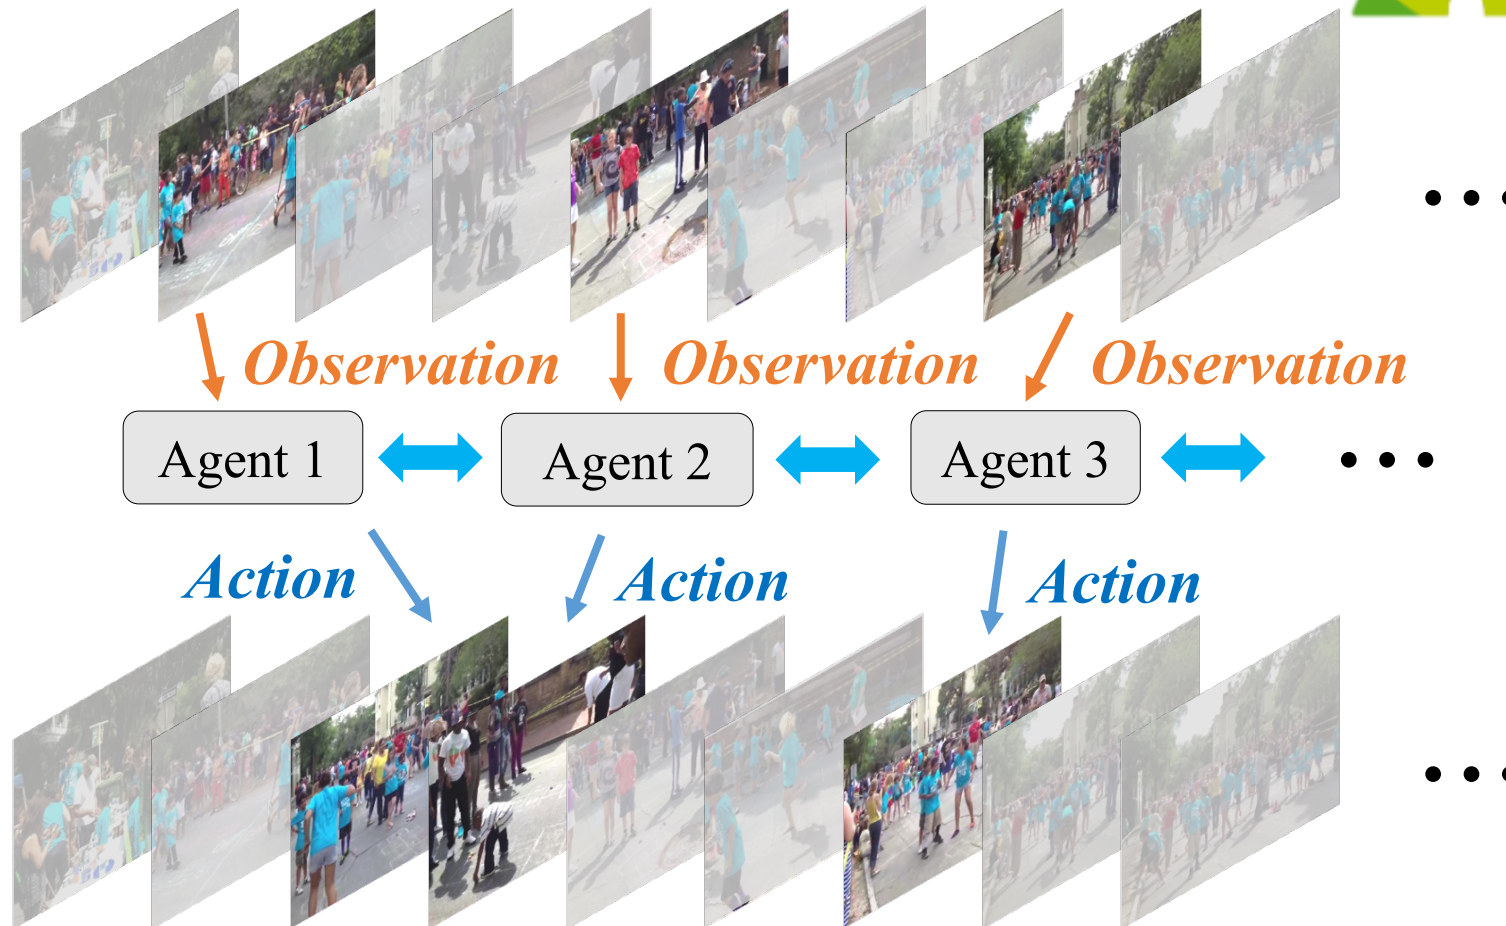 Observation Observation Observation
Agent 1 Agent 2 Agent 3 ...
Action Action Action